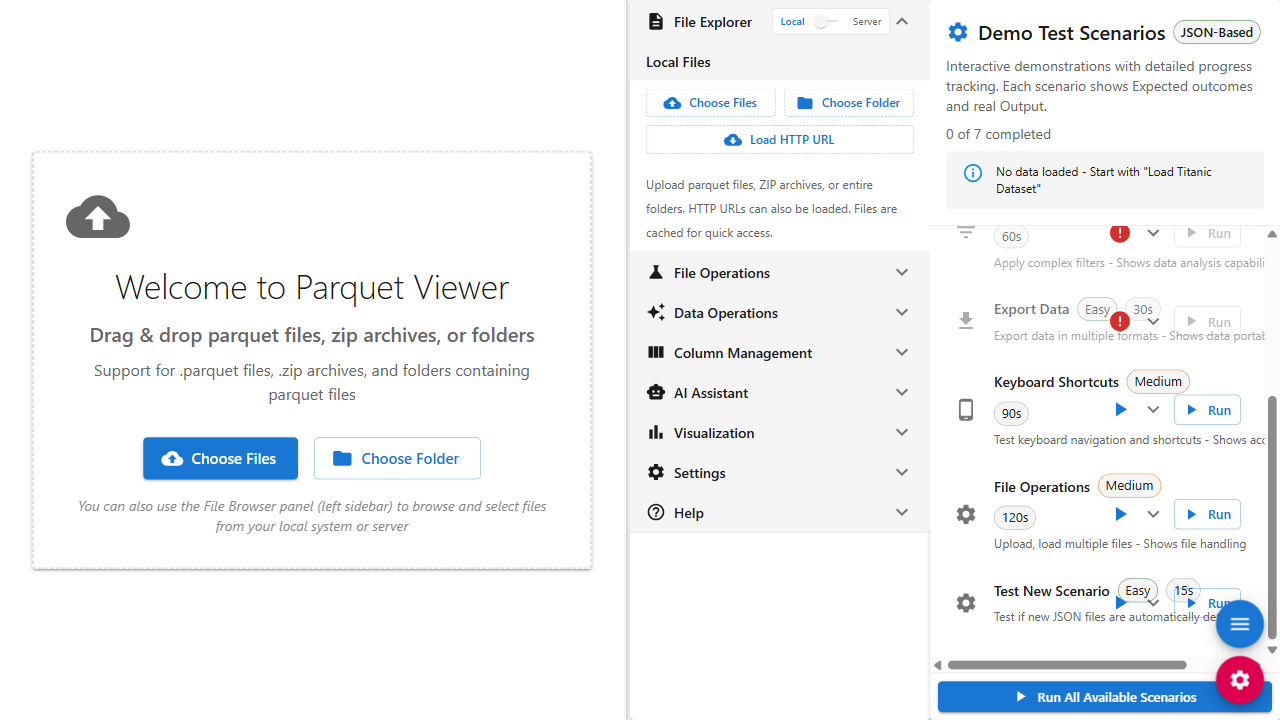 Welcome to Parquet Viewer
Drag & drop parquet files, zip archives, or folders
Support for .parquet files, .zip archives, and folders containing
parquet files
Choose Files
Choose Folder
You can also use the File Browser panel (left sidebar) to browse and select files
from your local system or server
File Explorer
Local
Server
Local Files
Choose Files
Choose Folder
Load HTTP URL
Upload parquet files, ZIP archives, or entire
folders. HTTP URLs can also be loaded. Files are
cached for quick access.
File Operations
Data Operations
Column Management
AI Assistant
Visualization
Settings
Help
Demo Test Scenarios
JSON-Based
Interactive demonstrations with detailed progress
tracking. Each scenario shows Expected outcomes
and real Output.
0 of 7 completed
No data loaded - Start with "Load Titanic
Dataset"
60s
Run
Apply complex filters - Shows data analysis capabili
Export Data
Easy
30s
Run
Export data in multiple formats - Shows data portab
Keyboard Shortcuts
Medium
90s
Run
Test keyboard navigation and shortcuts - Shows acc
File Operations
Medium
120s
Run
Upload, load multiple files - Shows file handling
Test New Scenario
Easy
15s
Run
Test if new JSON files are automatically de
Run All Available Scenarios